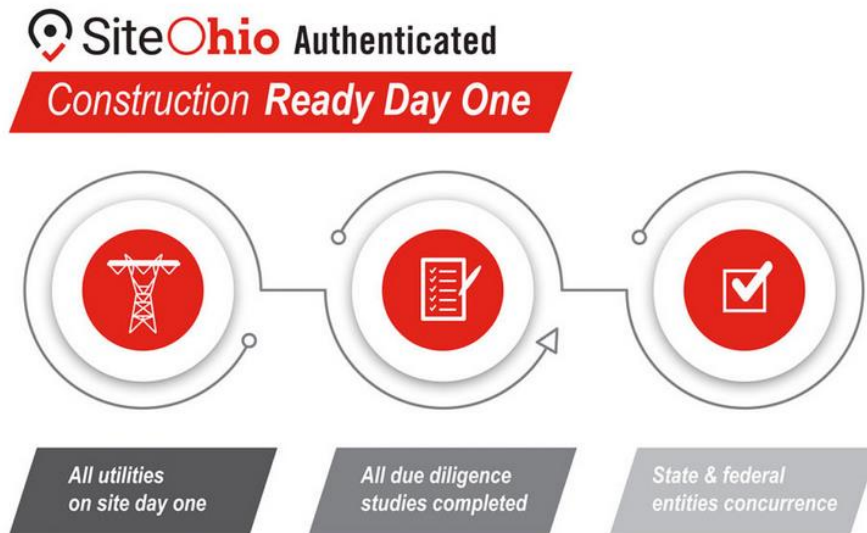 SiteOhio Authenticated
Construction Ready Day One
All utilities
on site day one
All due diligence
studies completed
State & federal
entities concurrence